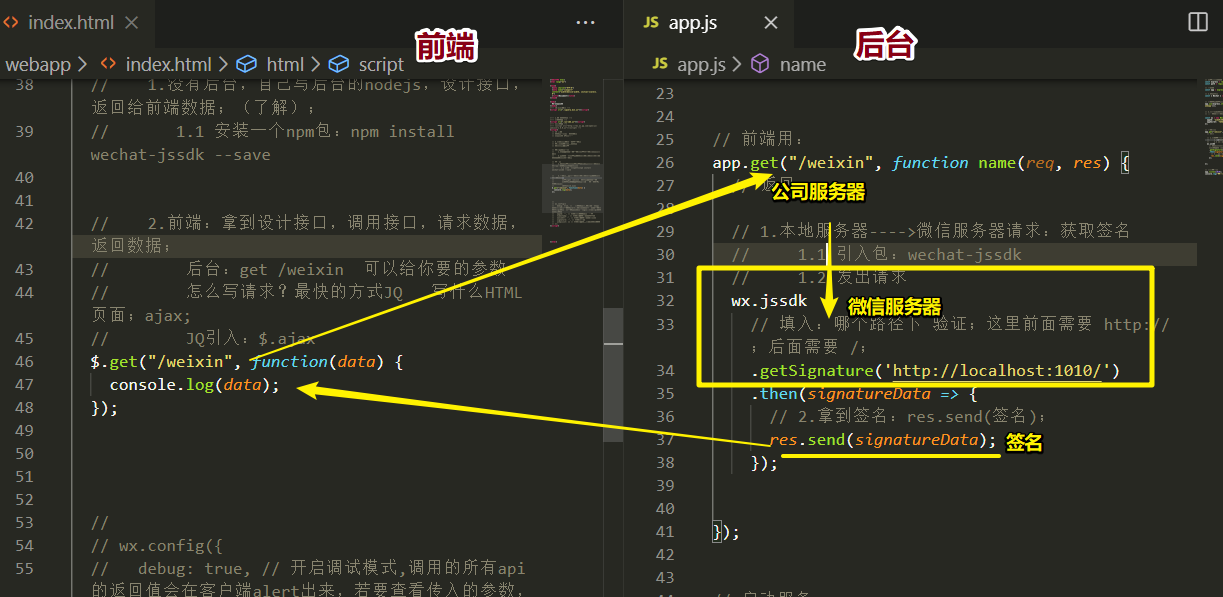 index.html
前端
webapp > index.html > html > script
38 // 1.没有后台，自己写后台的nodejs，设计接口，
返回给前端数据；（了解）；
39 // 1.1 安装一个npm包：npm install
wechat-jssdk --save
40
41
42 // 2.前端：拿到设计接口，调用接口，请求数据，
返回数据；
43 // 后台：get /weixin 可以给你要的参数
44 // 怎么写请求？最快的方式JQ 写什么HTML
页面；ajax;
45 // JQ引入：$.ajax
46 $.get("/weixin", function(data) {
47 console.log(data);
48 });
49
50
51
52
53 //
54 // wx.config({
55 // debug: true, // 开启调试模式,调用的所有api
的返回值会在客户端alert出来，若要查看传入的参数，
JS app.js
后台
JS app.js > name
23
24
25 // 前端用：
26 app.get("/weixin", function name(req, res) {
27 // 返回
公司服务器
28
29 // 1.本地服务器---->微信服务器请求：获取签名
30 // 1.1 引入包：wechat-jssdk
31 // 1.2 发出请求
32 wx.jssdk
微信服务器
33 // 填入：哪个路径下 验证；这里前面需要 http://
；后面需要 /；
34 .getSignature('http://localhost:1010/')
35 .then(signatureData => {
36 // 2.拿到签名：res.send(签名)；
37 res.send(signatureData); 签名
38 });
39
40
41 });
42
43
// 启动服务